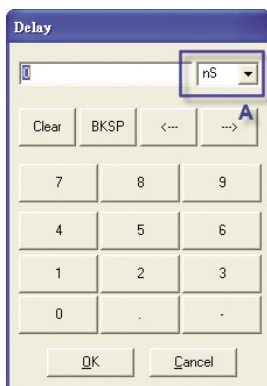 Delay
0 nS
A
Clear BKSP <--- --->
7 8 9
4 5 6
1 2 3
0 . -
OK Cancel